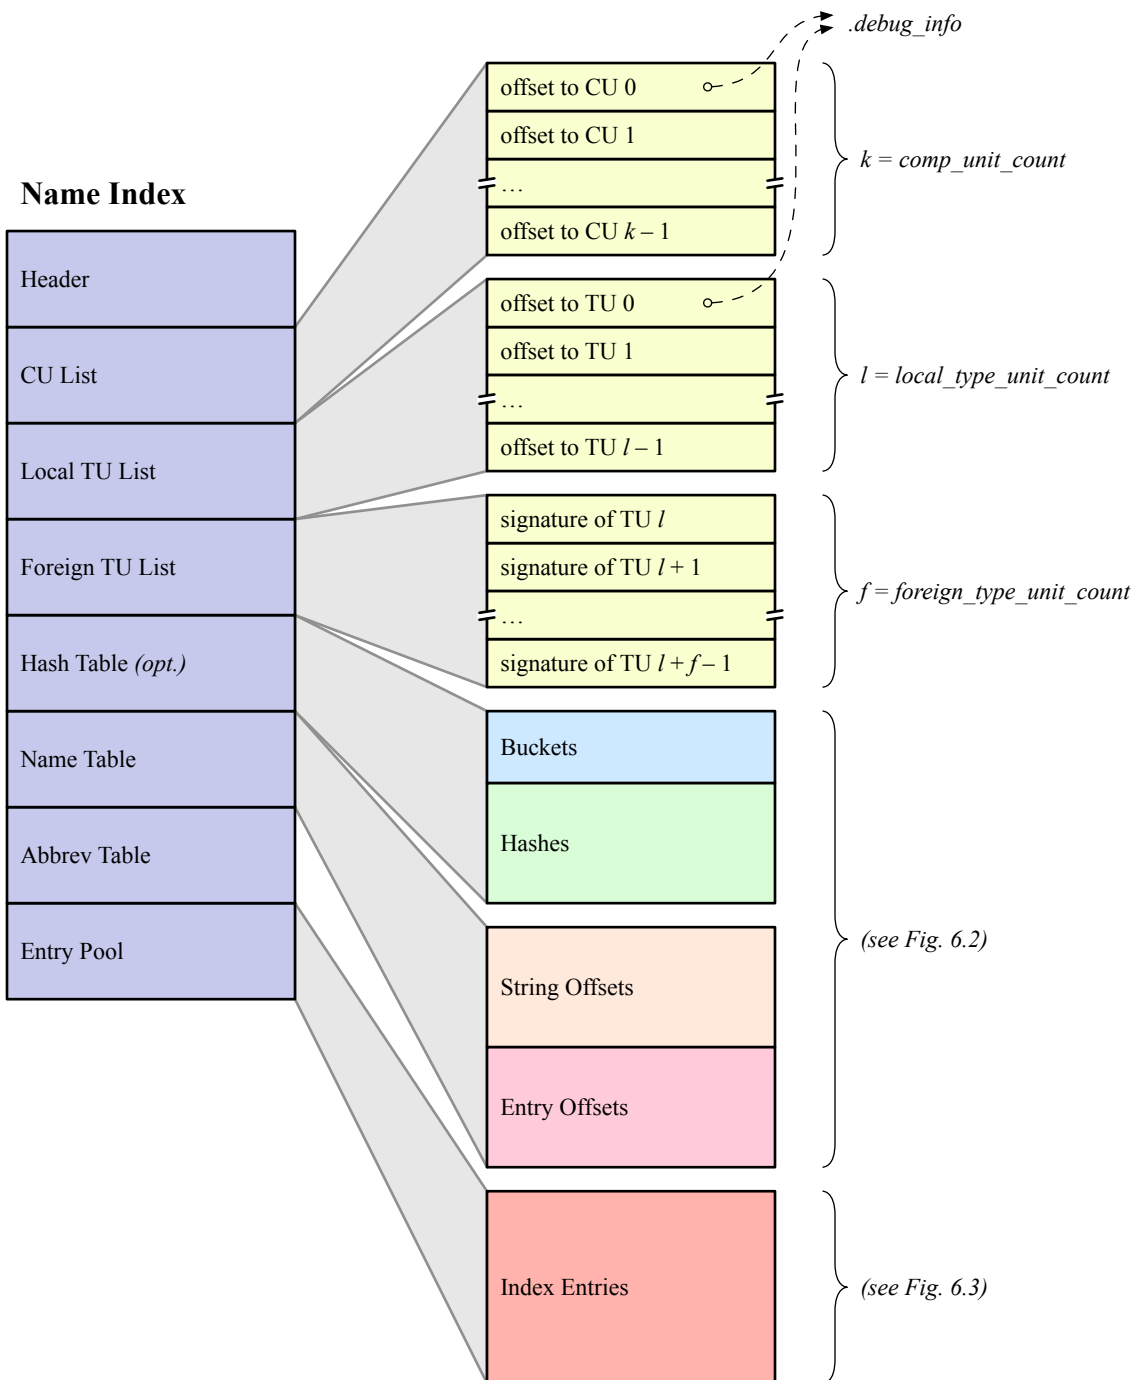 .debug_info
offset to CU 0
offset to CU 1
…
offset to CU k – 1
k = comp_unit_count
Name Index
Header
CU List
Local TU List
Foreign TU List
Hash Table (opt.)
Name Table
Abbrev Table
Entry Pool
offset to TU 0
offset to TU 1
…
offset to TU l – 1
l = local_type_unit_count
signature of TU l
signature of TU l + 1
…
signature of TU l + f – 1
f = foreign_type_unit_count
Buckets
Hashes
String Offsets
Entry Offsets
(see Fig. 6.2)
Index Entries
(see Fig. 6.3)